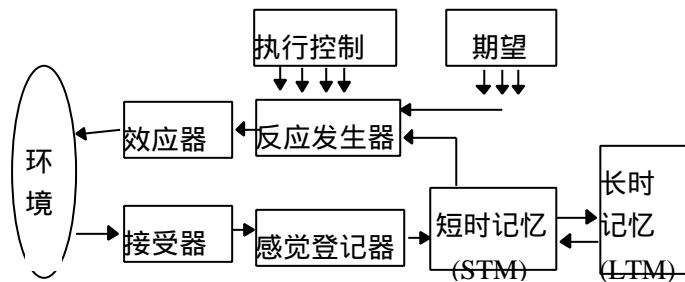 执行控制
期望
效应器
反应发生器
环
境
接受器
感觉登记器
短时记忆
(STM)
长时
记忆
(LTM)